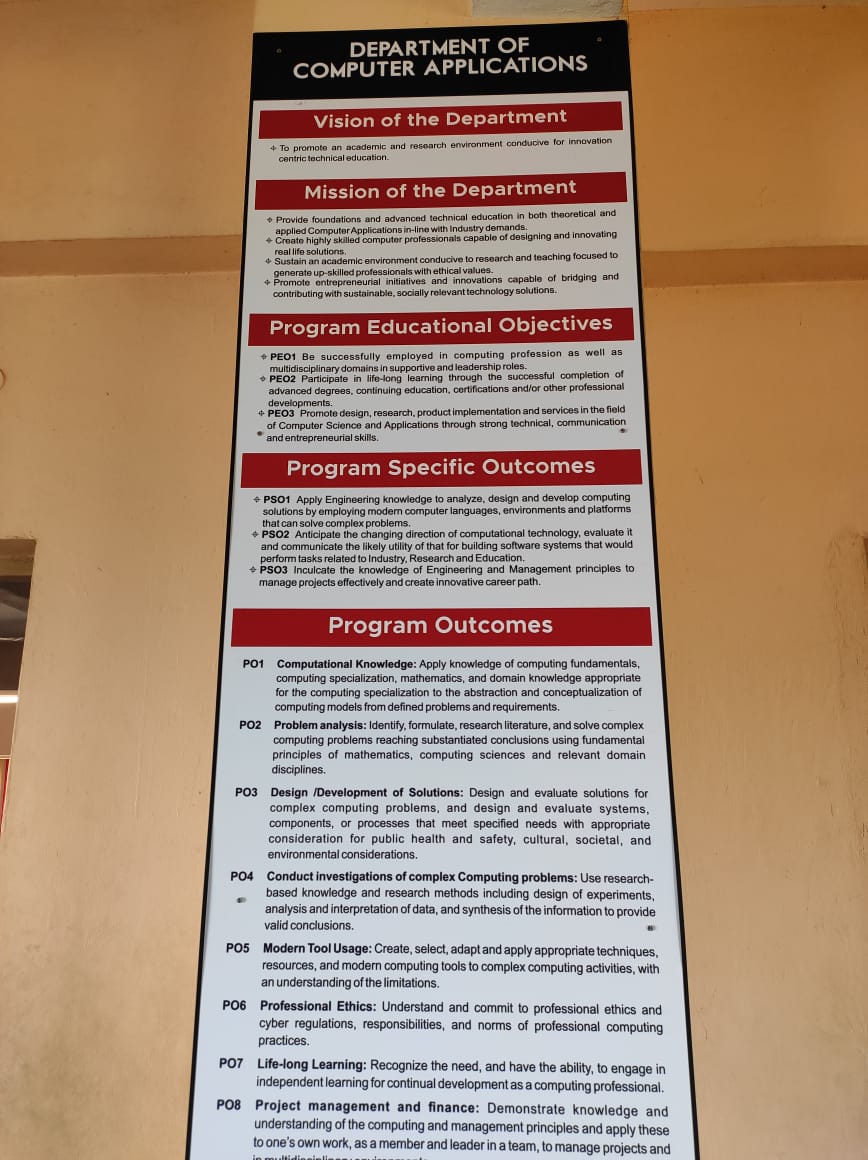 DEPARTMENT OF
COMPUTER APPLICATIONS
Vision of the Department
✧ To promote an academic and research environment conducive for innovation
centric technical education.
Mission of the Department
✧ Provide foundations and advanced technical education in both theoretical and
applied Computer Applications in-line with Industry demands.
✧ Create highly skilled computer professionals capable of designing and innovating
real life solutions.
✧ Sustain an academic environment conducive to research and teaching focused to
generate up-skilled professionals with ethical values.
✧ Promote entrepreneurial initiatives and innovations capable of bridging and
contributing with sustainable, socially relevant technology solutions.
Program Educational Objectives
✧ PEO1 Be successfully employed in computing profession as well as
multidisciplinary domains in supportive and leadership roles.
✧ PEO2 Participate in life-long learning through the successful completion of
advanced degrees, continuing education, certifications and/or other professional
developments.
✧ PEO3 Promote design, research, product implementation and services in the field
of Computer Science and Applications through strong technical, communication
and entrepreneurial skills.
Program Specific Outcomes
✧ PSO1 Apply Engineering knowledge to analyze, design and develop computing
solutions by employing modern computer languages, environments and platforms
that can solve complex problems.
✧ PSO2 Anticipate the changing direction of computational technology, evaluate it
and communicate the likely utility of that for building software systems that would
perform tasks related to Industry, Research and Education.
✧ PSO3 Inculcate the knowledge of Engineering and Management principles to
manage projects effectively and create innovative career path.
Program Outcomes
PO1 Computational Knowledge: Apply knowledge of computing fundamentals,
computing specialization, mathematics, and domain knowledge appropriate
for the computing specialization to the abstraction and conceptualization of
computing models from defined problems and requirements.
PO2 Problem analysis: Identify, formulate, research literature, and solve complex
computing problems reaching substantiated conclusions using fundamental
principles of mathematics, computing sciences and relevant domain
disciplines.
PO3 Design /Development of Solutions: Design and evaluate solutions for
complex computing problems, and design and evaluate systems,
components, or processes that meet specified needs with appropriate
consideration for public health and safety, cultural, societal, and
environmental considerations.
PO4 Conduct investigations of complex Computing problems: Use research-
based knowledge and research methods including design of experiments,
analysis and interpretation of data, and synthesis of the information to provide
valid conclusions.
PO5 Modern Tool Usage: Create, select, adapt and apply appropriate techniques,
resources, and modern computing tools to complex computing activities, with
an understanding of the limitations.
PO6 Professional Ethics: Understand and commit to professional ethics and
cyber regulations, responsibilities, and norms of professional computing
practices.
PO7 Life-long Learning: Recognize the need, and have the ability, to engage in
independent learning for continual development as a computing professional.
PO8 Project management and finance: Demonstrate knowledge and
understanding of the computing and management principles and apply these
to one's own work, as a member and leader in a team, to manage projects and